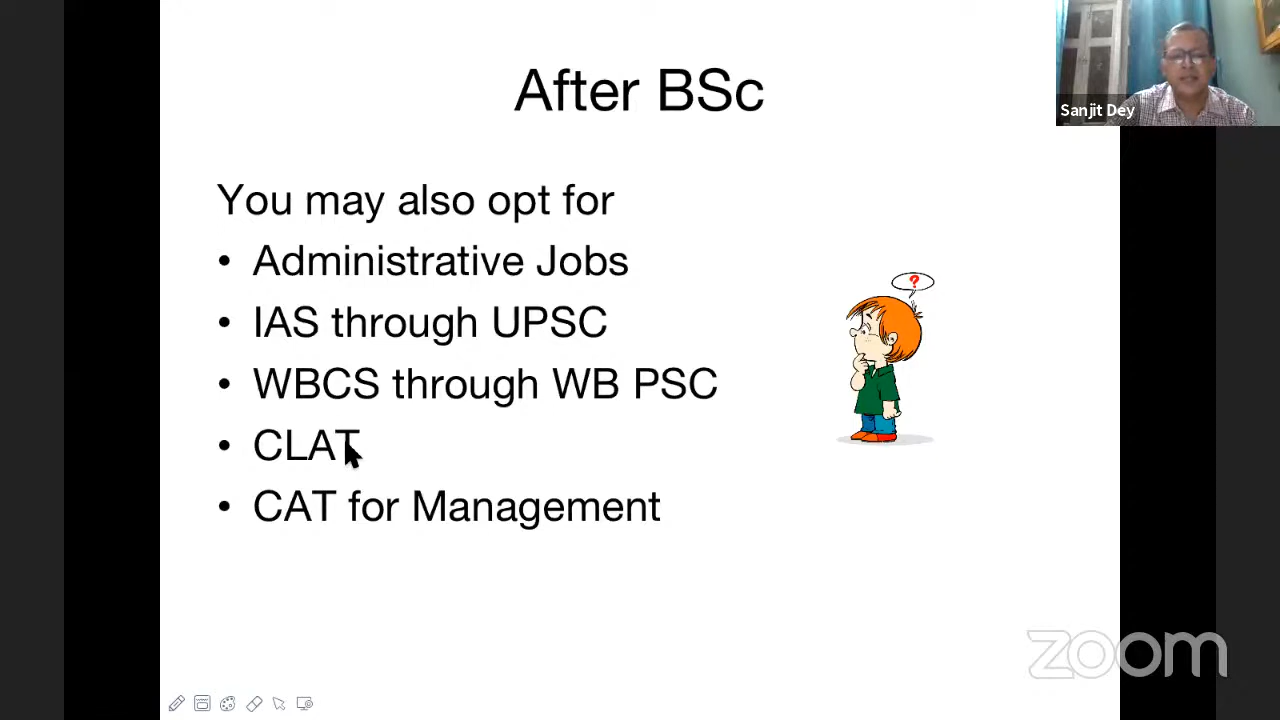 After BSc
Sanjit Dey
You may also opt for
• Administrative Jobs
?
• IAS through UPSC
• WBCS through WB PSC
• CLAT
• CAT for Management
zoom